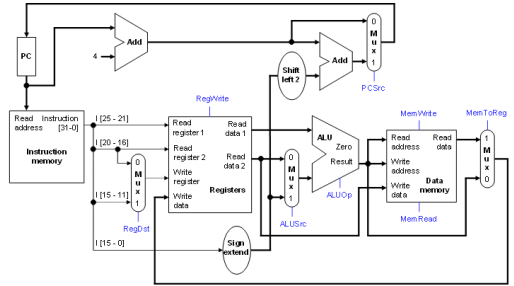 0
M
u
x
1
PCSrc
Add
4
Add
PC
Shift
left 2
Read
address
Instruction
[31-0]
Instruction
memory
I [25 - 21]
I [20 - 16]
I [15 - 11]
I [15 - 0]
0
M
u
x
1
RegDst
RegWrite
Read
register 1
Read
data 1
Read
register 2
Read
data 2
Write
register
Write
data
Registers
Sign
extend
0
M
u
x
1
ALUSrc
ALU
Zero
Result
ALUOp
MemWrite
Read
address
Read
data
Write
address
Write
data
Data
memory
MemRead
MemToReg
1
M
u
x
0